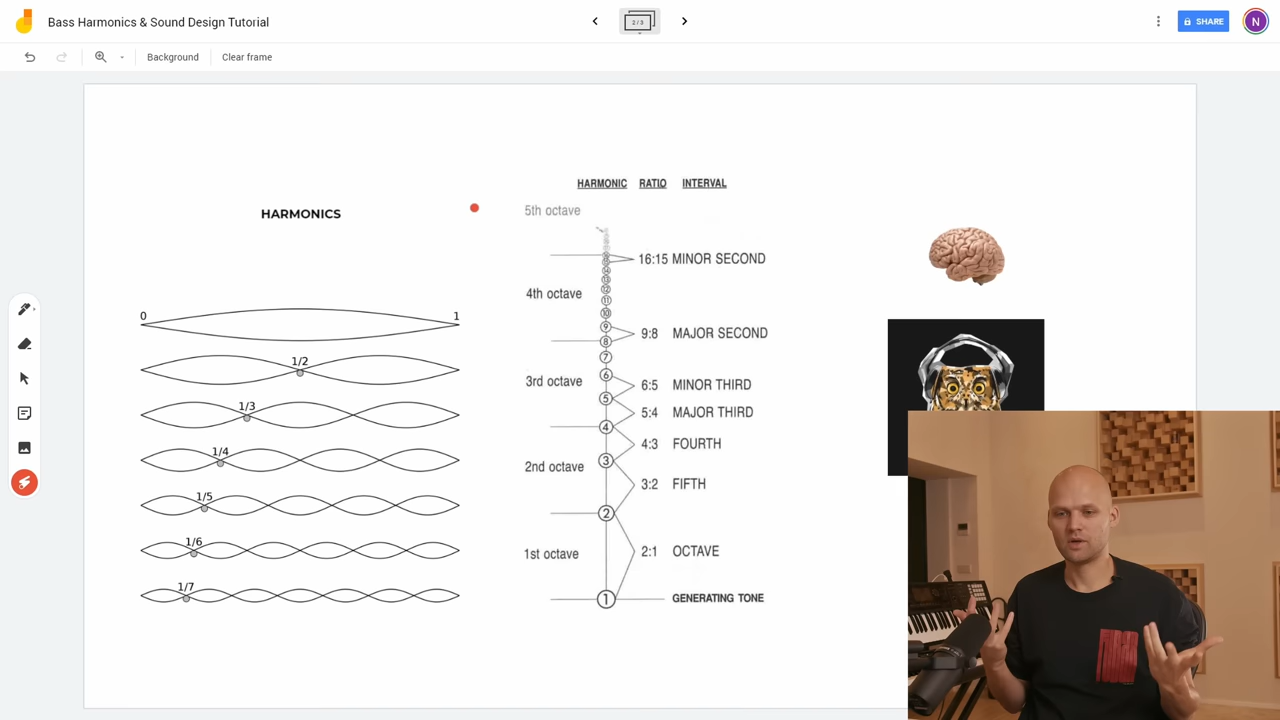 Bass Harmonics & Sound Design Tutorial
2 / 3
SHARE
N
Background
Clear frame
HARMONIC RATIO INTERVAL
HARMONICS
5th octave
16:15 MINOR SECOND
4th octave
9:8 MAJOR SECOND
3rd octave
6:5 MINOR THIRD
5:4 MAJOR THIRD
4:3 FOURTH
2nd octave
3:2 FIFTH
1st octave
2:1 OCTAVE
GENERATING TONE
14
13
12
11
10
9
8
7
6
5
4
3
2
1
0 1
1/2
1/3
1/4
1/5
1/6
1/7